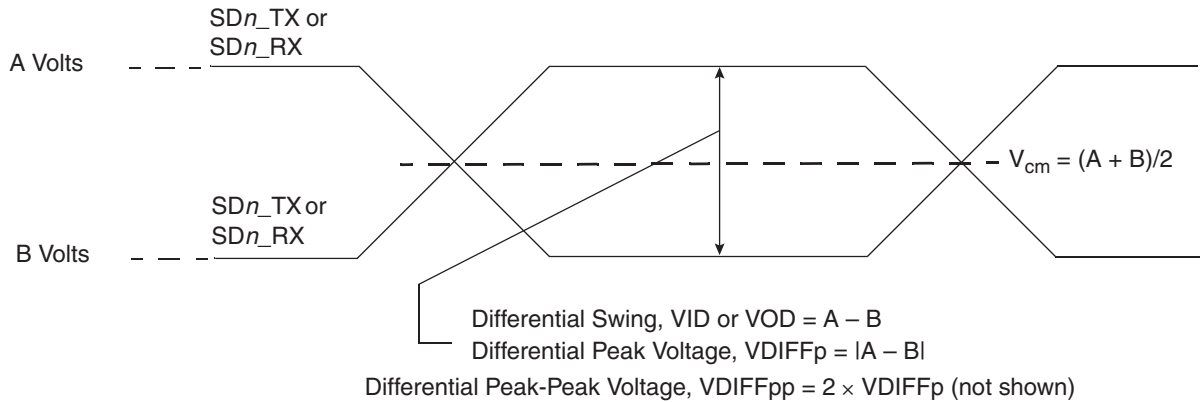 SDn_TX or
SDn_RX
A Volts
Vcm = (A + B)/2
SDn_TX or
SDn_RX
B Volts
Differential Swing, VID or VOD = A – B
Differential Peak Voltage, VDIFFp = |A – B|
Differential Peak-Peak Voltage, VDIFFpp = 2 × VDIFFp (not shown)